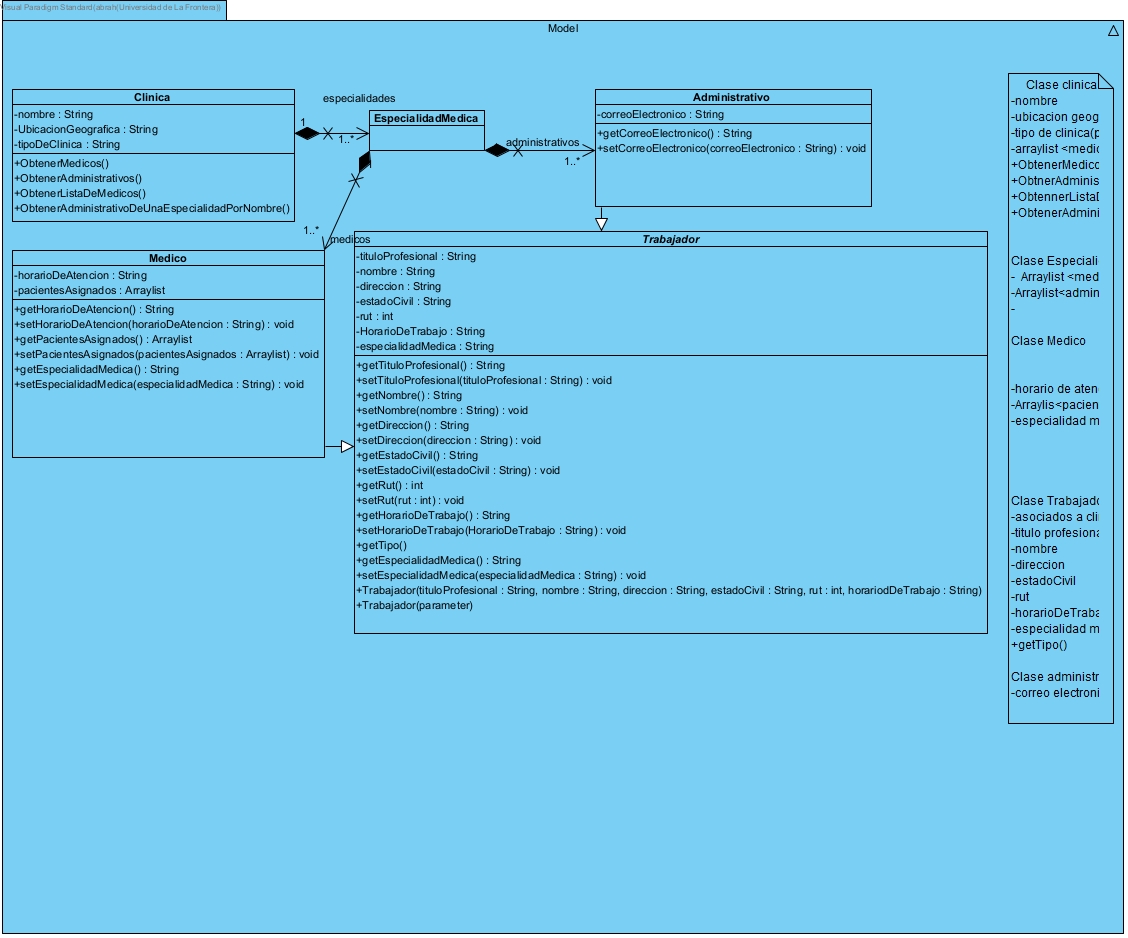 Visual Paradigm Standard(abrah(Universidad de La Frontera))
Model
Clinica
-nombre : String
-UbicacionGeografica : String
-tipoDeClinica : String
+ObtenerMedicos()
+ObtenerAdministrativos()
+ObtenerListaDeMedicos()
+ObtenerAdministrativoDeUnaEspecialidadPorNombre()
1
especialidades
1..*
EspecialidadMedica
administrativos
1..*
Administrativo
-correoElectronico : String
+getCorreoElectronico() : String
+setCorreoElectronico(correoElectronico : String) : void
1..*
medicos
Medico
-horarioDeAtencion : String
-pacientesAsignados : Arraylist
+getHorarioDeAtencion() : String
+setHorarioDeAtencion(horarioDeAtencion : String) : void
+getPacientesAsignados() : Arraylist
+setPacientesAsignados(pacientesAsignados : Arraylist) : void
+getEspecialidadMedica() : String
+setEspecialidadMedica(especialidadMedica : String) : void
Trabajador
-tituloProfesional : String
-nombre : String
-direccion : String
-estadoCivil : String
-rut : int
-HorarioDeTrabajo : String
-especialidadMedica : String
+getTituloProfesional() : String
+setTituloProfesional(tituloProfesional : String) : void
+getNombre() : String
+setNombre(nombre : String) : void
+getDireccion() : String
+setDireccion(direccion : String) : void
+getEstadoCivil() : String
+setEstadoCivil(estadoCivil : String) : void
+getRut() : int
+setRut(rut : int) : void
+getHorarioDeTrabajo() : String
+setHorarioDeTrabajo(HorarioDeTrabajo : String) : void
+getTipo()
+getEspecialidadMedica() : String
+setEspecialidadMedica(especialidadMedica : String) : void
+Trabajador(tituloProfesional : String, nombre : String, direccion : String, estadoCivil : String, rut : int, horariodDeTrabajo : String)
+Trabajador(parameter)
Clase clinica
-nombre
-ubicacion geog
-tipo de clinica(p
-arraylist <medic
+ObtenerMedico
+ObtnerAdminis
+ObtennerLista
+ObtenerAdmini
Clase Especiali
- Arraylist <med
-Arraylist<admin
-
Clase Medico
-horario de aten
-Arraylis<pacien
-especialidad m
Clase Trabajado
-asociados a cli
-titulo profesiona
-nombre
-direccion
-estadoCivil
-rut
-horarioDeTraba
-especialidad m
+getTipo()
Clase administr
-correo electroni